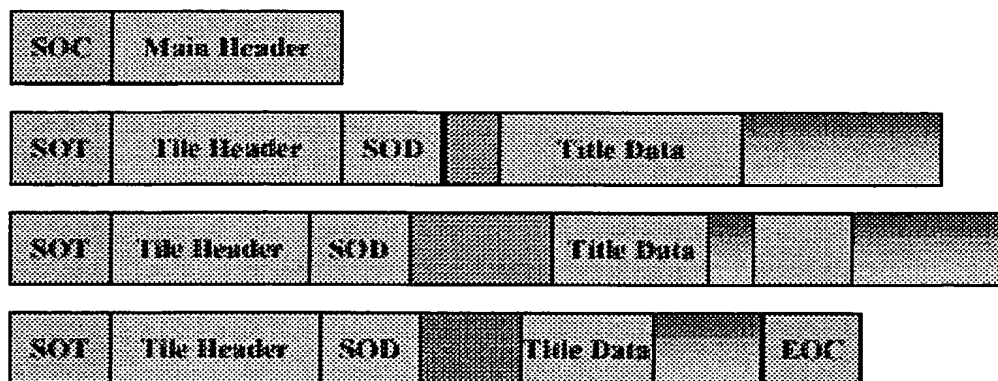 SOC Main Header
SOT Tile Header SOD Title Data
SOT Tile Header SOD Title Data
SOT Tile Header SOD Title Data EOC